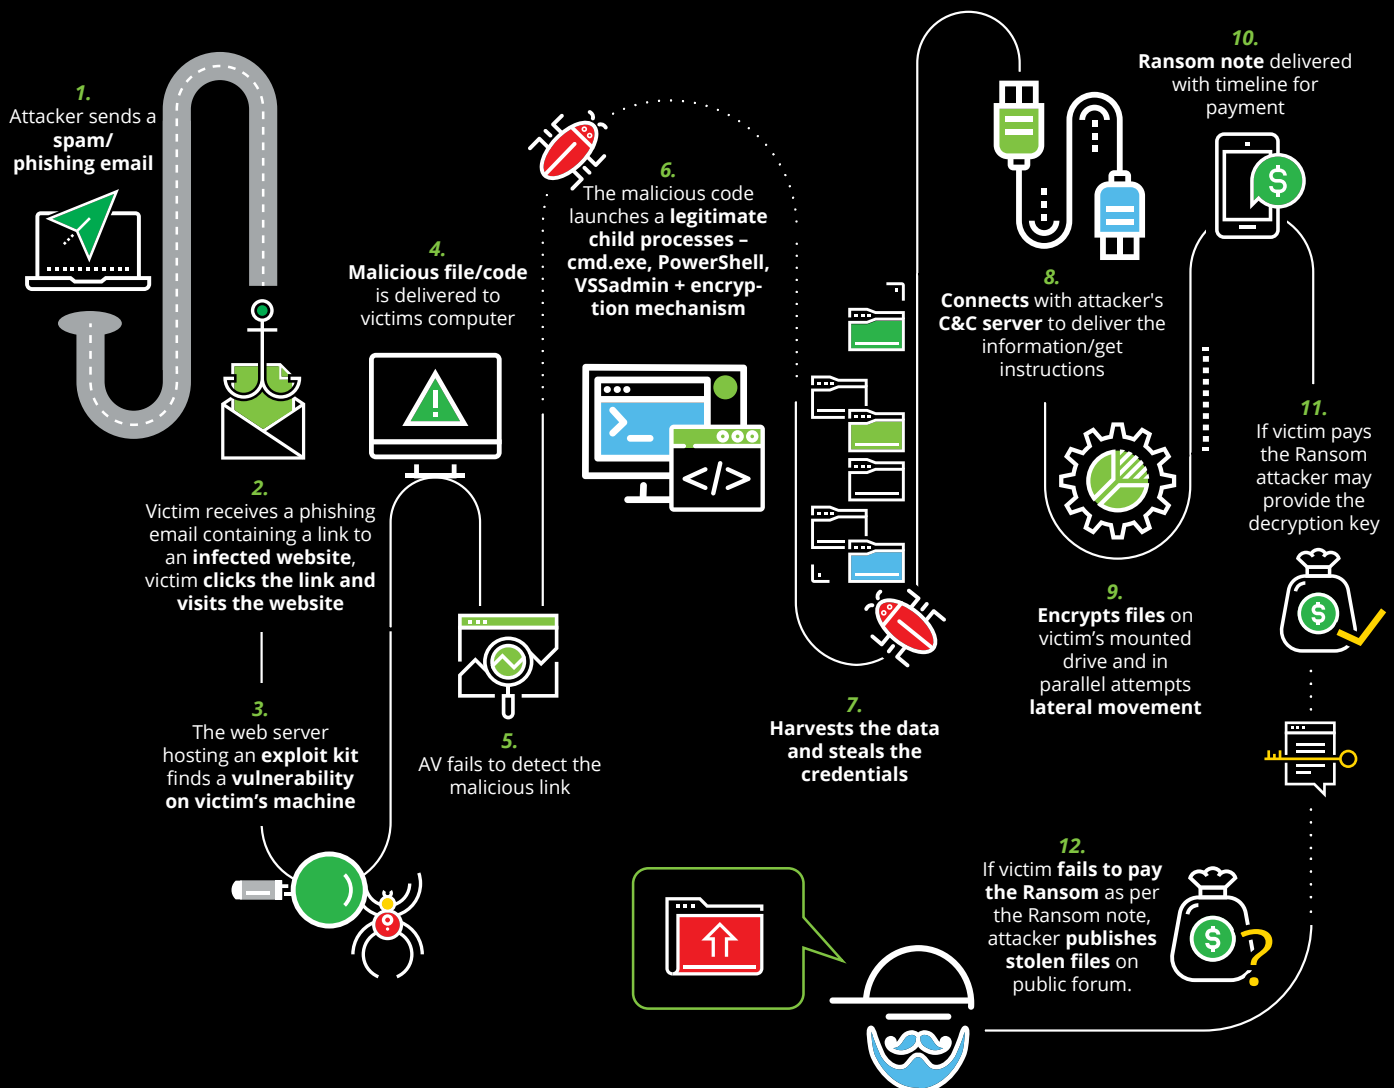 1.
Attacker sends a
spam/
phishing email
2.
Victim receives a phishing
email containing a link to
an infected website,
victim clicks the link and
visits the website
3.
The web server
hosting an exploit kit
finds a vulnerability
on victim's machine
4.
Malicious file/code
is delivered to
victims computer
5.
AV fails to detect the
malicious link
6.
The malicious code
launches a legitimate
child processes –
cmd.exe, PowerShell,
VSSadmin + encryp-
tion mechanism
</>
7.
Harvests the data
and steals the
credentials
8.
Connects with attacker's
C&C server to deliver the
information/get
instructions
9.
Encrypts files on
victim's mounted
drive and in
parallel attempts
lateral movement
10.
Ransom note delivered
with timeline for
payment
$
11.
If victim pays
the Ransom
attacker may
provide the
decryption key
$
12.
If victim fails to pay
the Ransom as per
the Ransom note,
attacker publishes
stolen files on
public forum.
$
?